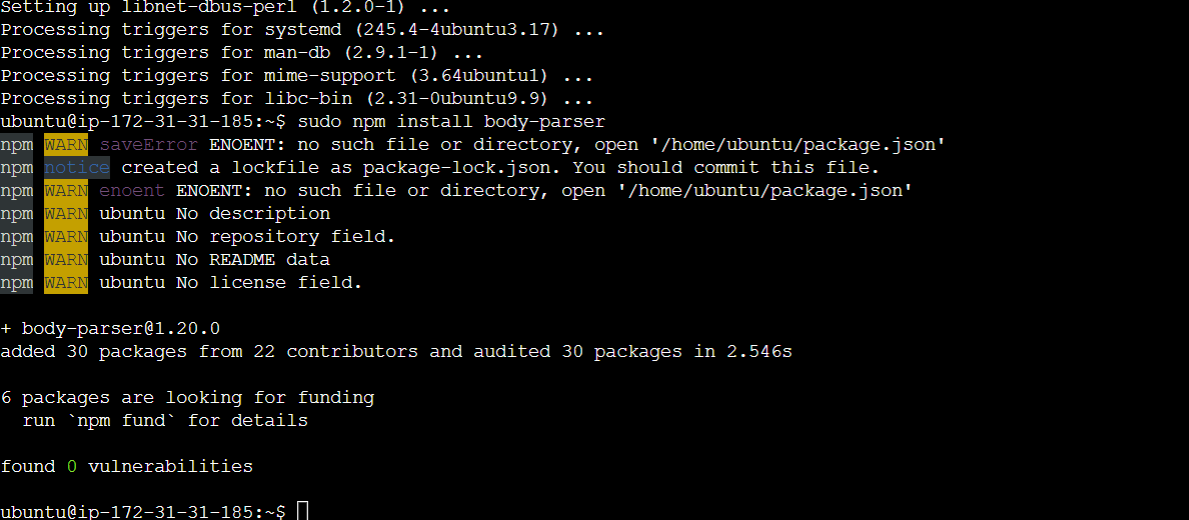 Setting up libnet-dbus-perl (1.2.0-1) ...
Processing triggers for systemd (245.4-4ubuntu3.17) ...
Processing triggers for man-db (2.9.1-1) ...
Processing triggers for mime-support (3.64ubuntu1) ...
Processing triggers for libc-bin (2.31-0ubuntu9.9) ...
ubuntu@ip-172-31-31-185:~$ sudo npm install body-parser
npm WARN saveError ENOENT: no such file or directory, open '/home/ubuntu/package.json'
npm notice created a lockfile as package-lock.json. You should commit this file.
npm WARN enoent ENOENT: no such file or directory, open '/home/ubuntu/package.json'
npm WARN ubuntu No description
npm WARN ubuntu No repository field.
npm WARN ubuntu No README data
npm WARN ubuntu No license field.
+ body-parser@1.20.0
added 30 packages from 22 contributors and audited 30 packages in 2.546s
6 packages are looking for funding
  run `npm fund` for details
found 0 vulnerabilities
ubuntu@ip-172-31-31-185:~$